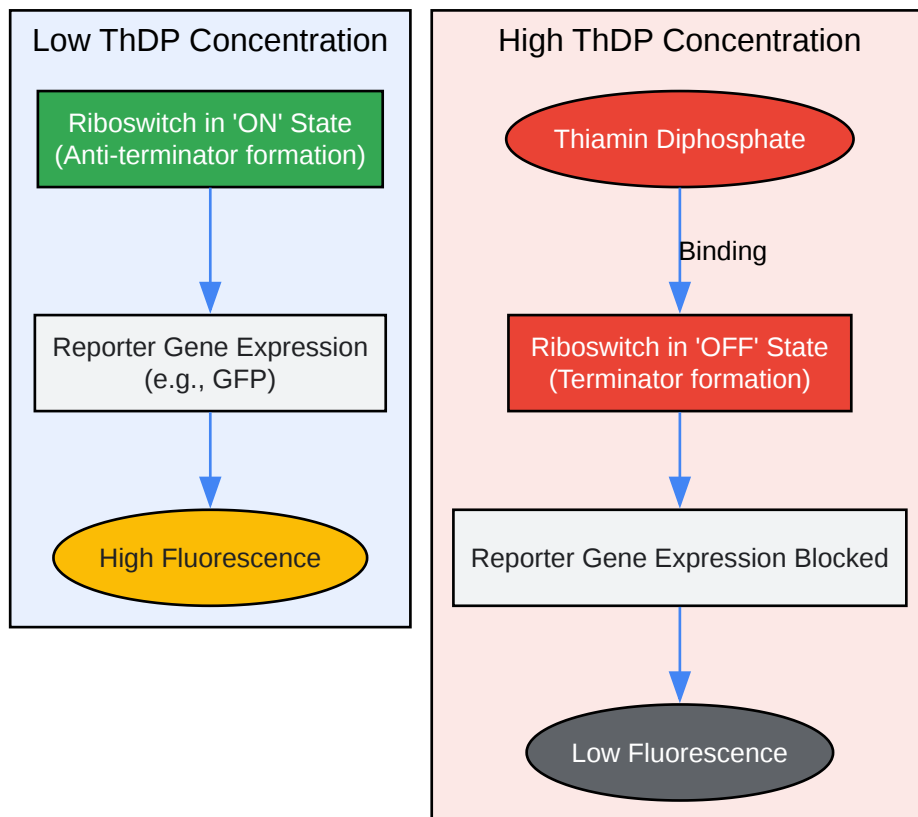 Low ThDP Concentration
Riboswitch in 'ON' State
(Anti-terminator formation)
Reporter Gene Expression
(e.g., GFP)
High Fluorescence
High ThDP Concentration
Thiamin Diphosphate
Binding
Riboswitch in 'OFF' State
(Terminator formation)
Reporter Gene Expression Blocked
Low Fluorescence